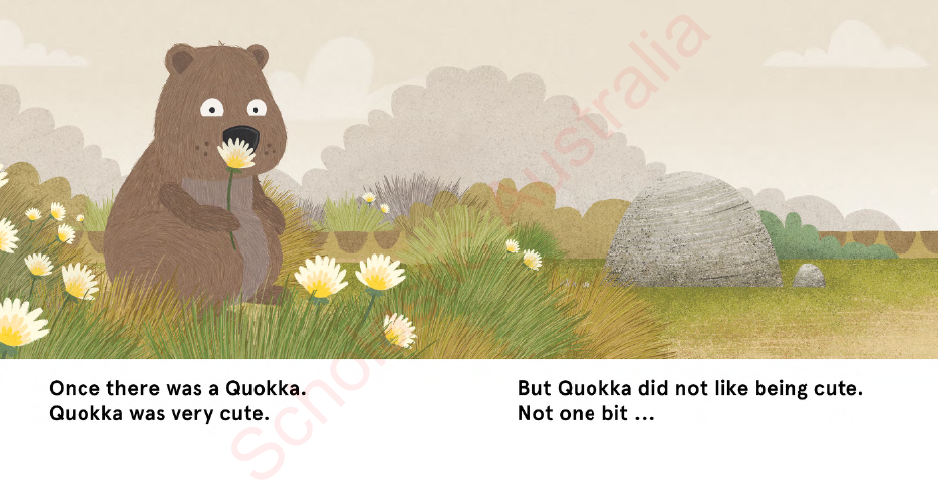 Once there was a Quokka.
Quokka was very cute.
But Quokka did not like being cute.
Not one bit ...
Australia